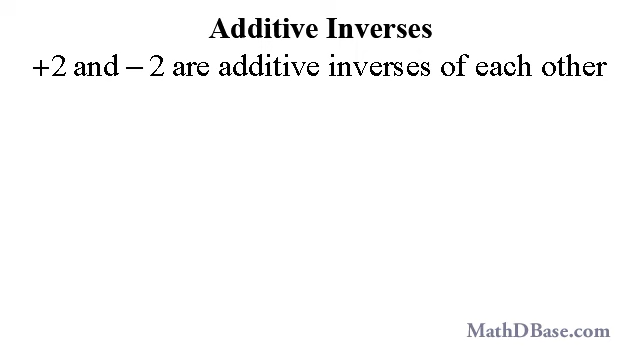 Additive Inverses
+2 and − 2 are additive inverses of each other
MathDBase.com